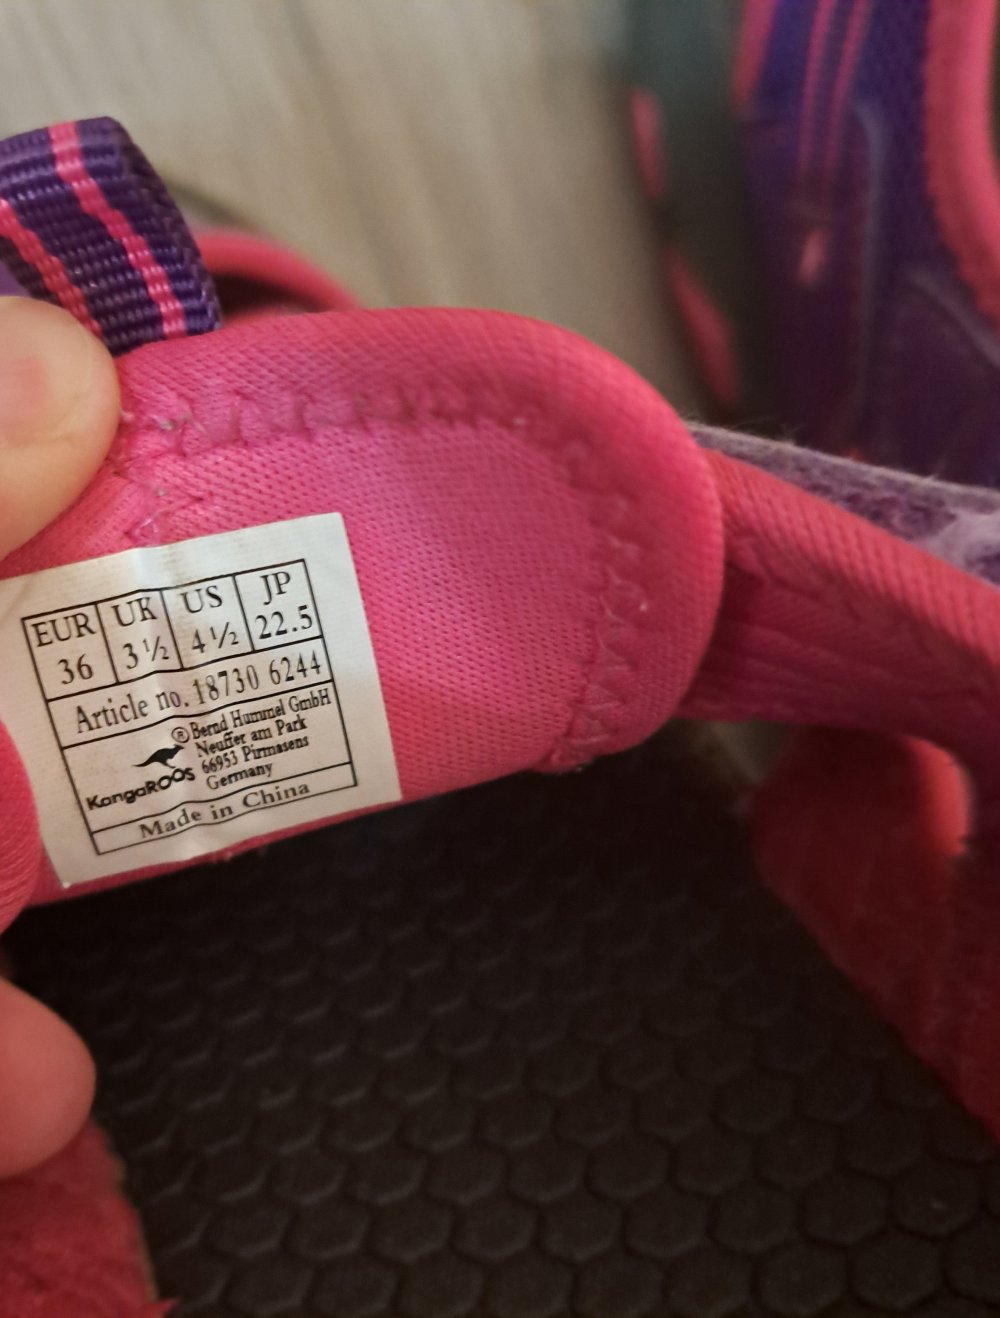 EUR UK US JP
36 3½ 4½ 22.5
Article no. 18730 6244
® Bernd Hummel GmbH
Neuffer am Park
66953 Pirmasens
Germany
KangaROOS
Made in China